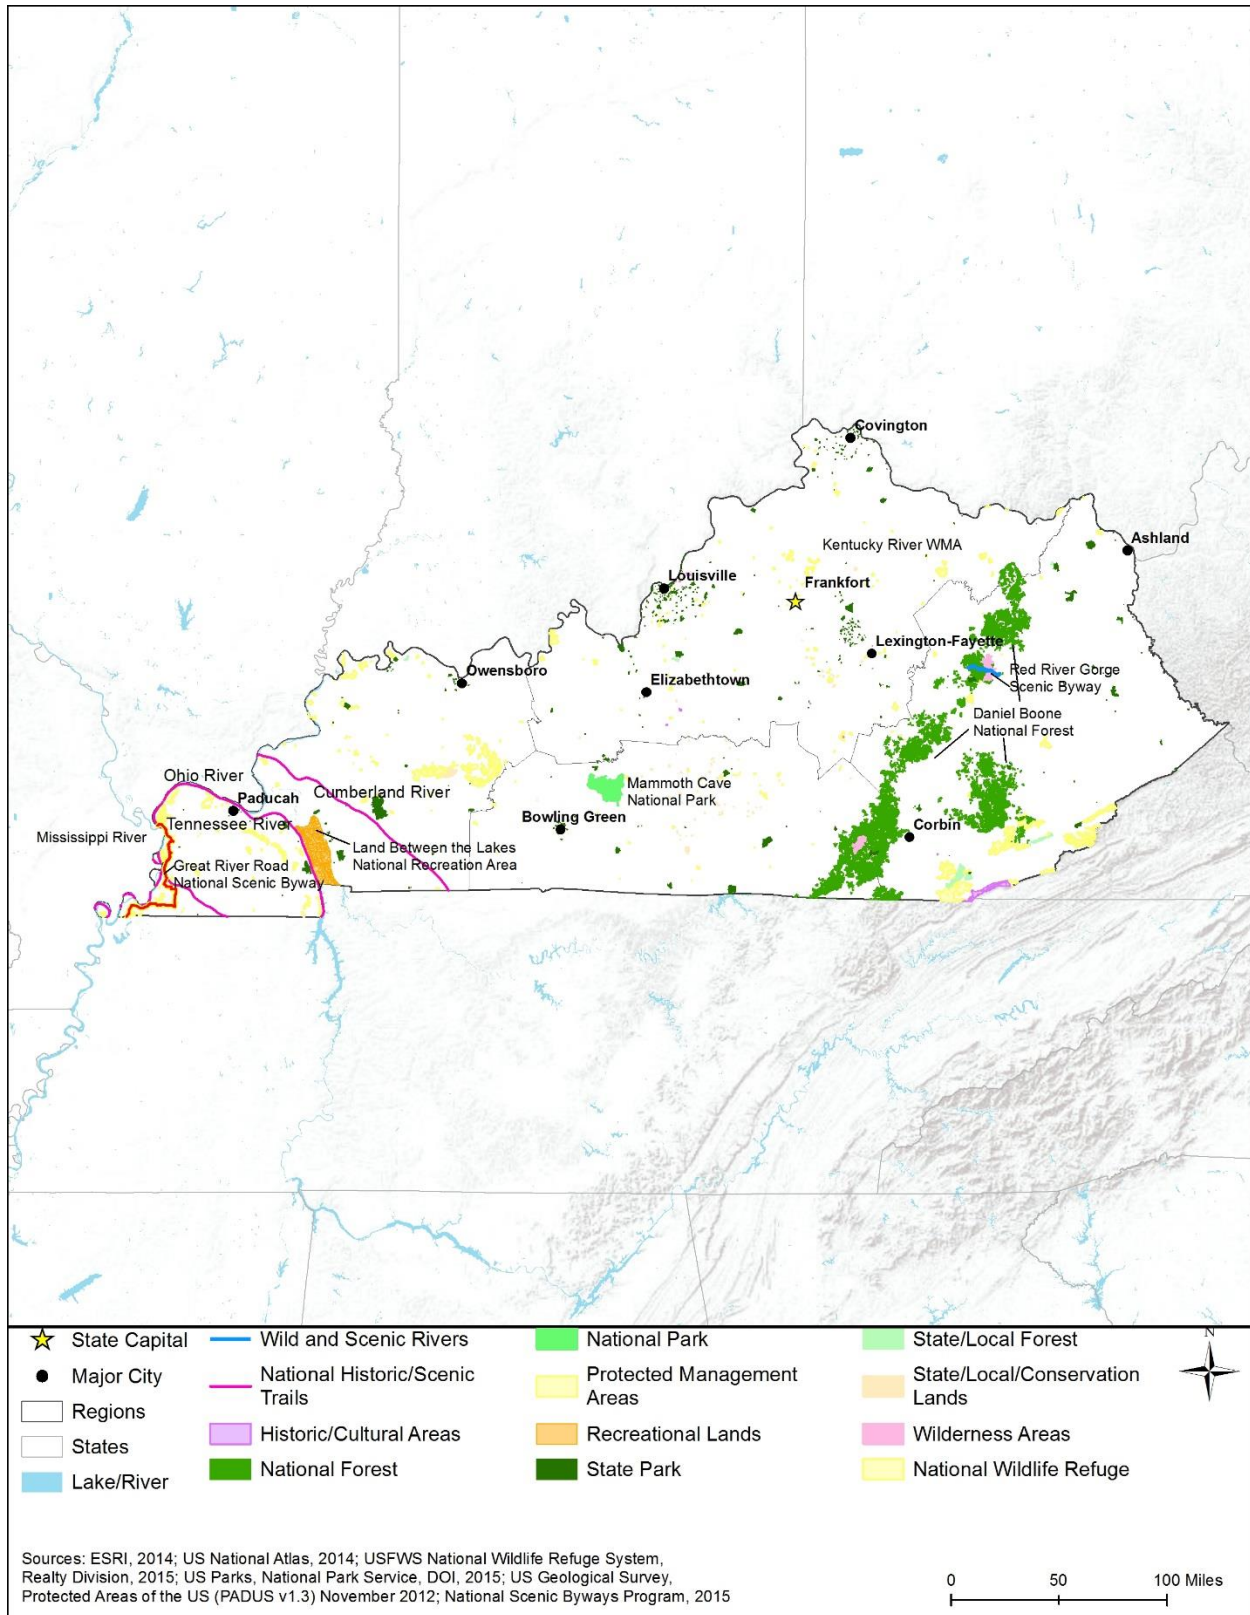 Covington
Ashland
Kentucky River WMA
Louisville
Frankfort
Lexington-Fayette
Owensboro
Elizabethtown
Red River Gorge
Scenic Byway
Daniel Boone
National Forest
Ohio River
Cumberland River
Mammoth Cave
National Park
Paducah
Tennessee River
Bowling Green
Corbin
Mississippi River
Land Between the Lakes
National Recreation Area
Great River Road
National Scenic Byway
State Capital
Major City
Regions
States
Lake/River
Wild and Scenic Rivers
National Historic/Scenic
Trails
Historic/Cultural Areas
National Forest
National Park
Protected Management
Areas
Recreational Lands
State Park
State/Local Forest
State/Local/Conservation
Lands
Wilderness Areas
National Wildlife Refuge
N
Sources: ESRI, 2014; US National Atlas, 2014; USFWS National Wildlife Refuge System,
Realty Division, 2015; US Parks, National Park Service, DOI, 2015; US Geological Survey,
Protected Areas of the US (PADUS v1.3) November 2012; National Scenic Byways Program, 2015
0 50 100 Miles